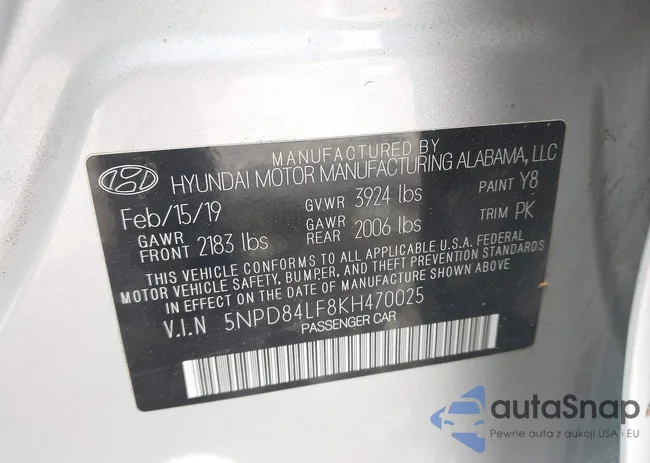 MANUFACTURED BY
HYUNDAI MOTOR MANUFACTURING ALABAMA, LLC
Feb/15/19 GVWR 3924 lbs PAINT Y8
GAWR FRONT 2183 lbs GAWR REAR 2006 lbs TRIM PK
THIS VEHICLE CONFORMS TO ALL APPLICABLE U.S.A. FEDERAL
MOTOR VEHICLE SAFETY, BUMPER, AND THEFT PREVENTION STANDARDS
IN EFFECT ON THE DATE OF MANUFACTURE SHOWN ABOVE
V.I.N 5NPD84LF8KH470025
PASSENGER CAR
autaSnap
Pewne auta z aukcji USA i EU